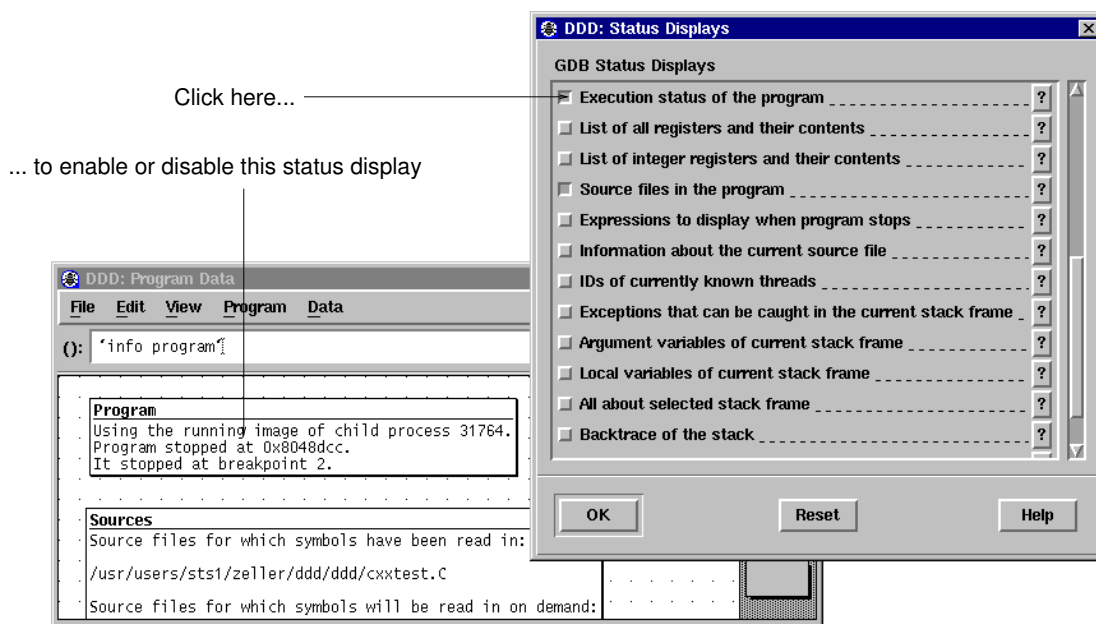 DDD: Status Displays
GDB Status Displays
Click here...
Execution status of the program ?
List of all registers and their contents ?
... to enable or disable this status display
List of integer registers and their contents ?
Source files in the program ?
Expressions to display when program stops ?
Information about the current source file ?
IDs of currently known threads ?
Exceptions that can be caught in the current stack frame ?
Argument variables of current stack frame ?
Local variables of current stack frame ?
All about selected stack frame ?
Backtrace of the stack ?
OK Reset Help
DDD: Program Data
File Edit View Program Data
(): ‘info program‘
Program
Using the running image of child process 31764.
Program stopped at 0x8048dcc.
It stopped at breakpoint 2.
Sources
Source files for which symbols have been read in:
/usr/users/sts1/zeller/ddd/ddd/cxxtest.C
Source files for which symbols will be read in on demand: